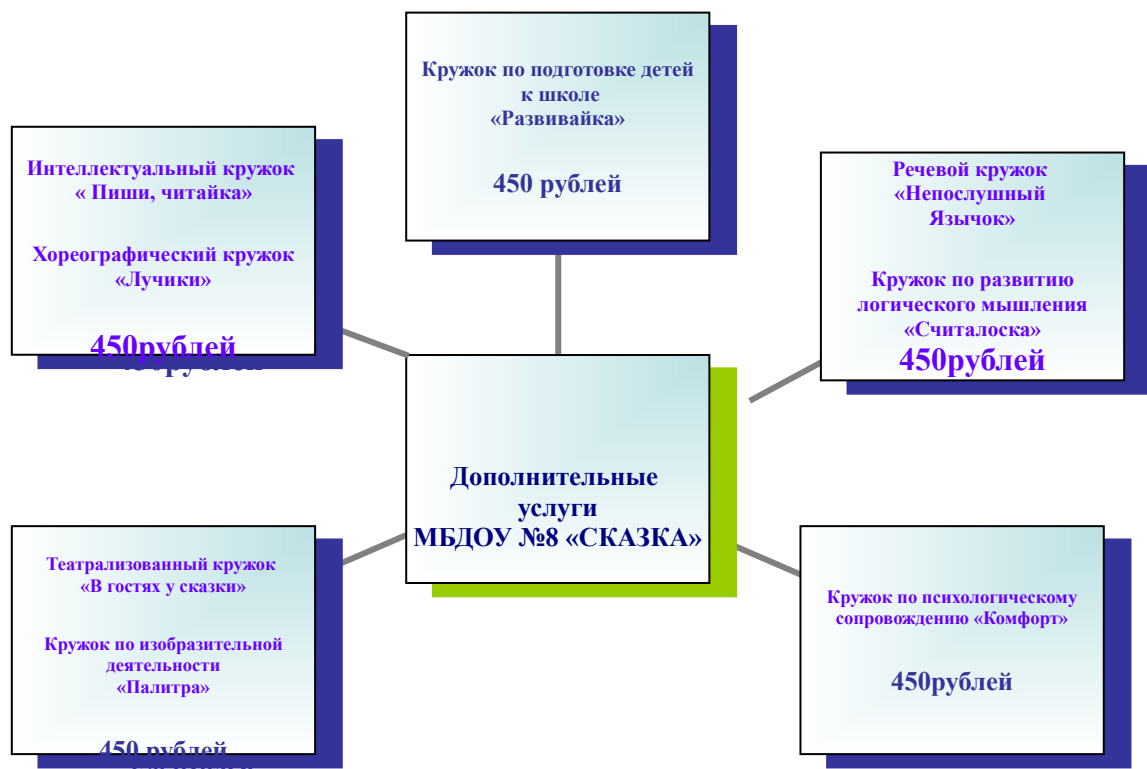 Кружок по подготовке детей
к школе
«Развивайка»
450 рублей
Интеллектуальный кружок
« Пиши, читайка»
Хореографический кружок
«Лучики»
450рублей
Речевой кружок
«Непослушный
Язычок»
Кружок по развитию
логического мышления
«Считалоска»
450рублей
Дополнительные
услуги
МБДОУ №8 «СКАЗКА»
Театрализованный кружок
«В гостях у сказки»
Кружок по изобразительной
деятельности
«Палитра»
450 рублей
Кружок по психологическому
сопровождению «Комфорт»
450рублей